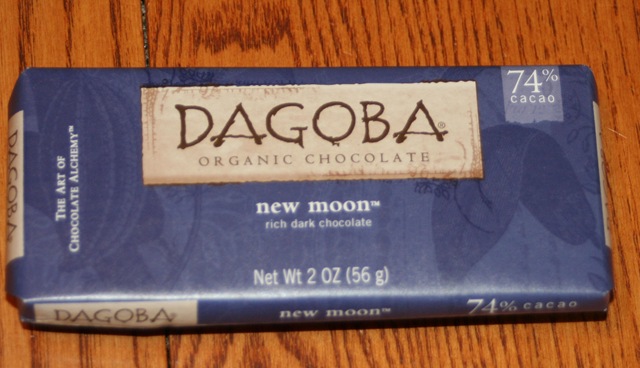 74%
cacao
DAGOBA®
ORGANIC CHOCOLATE
THE ART OF
CHOCOLATE ALCHEMY™
DAGOBA
new moon™
rich dark chocolate
Net Wt 2 OZ (56 g)
DAGOBA
new moon™
74% cacao